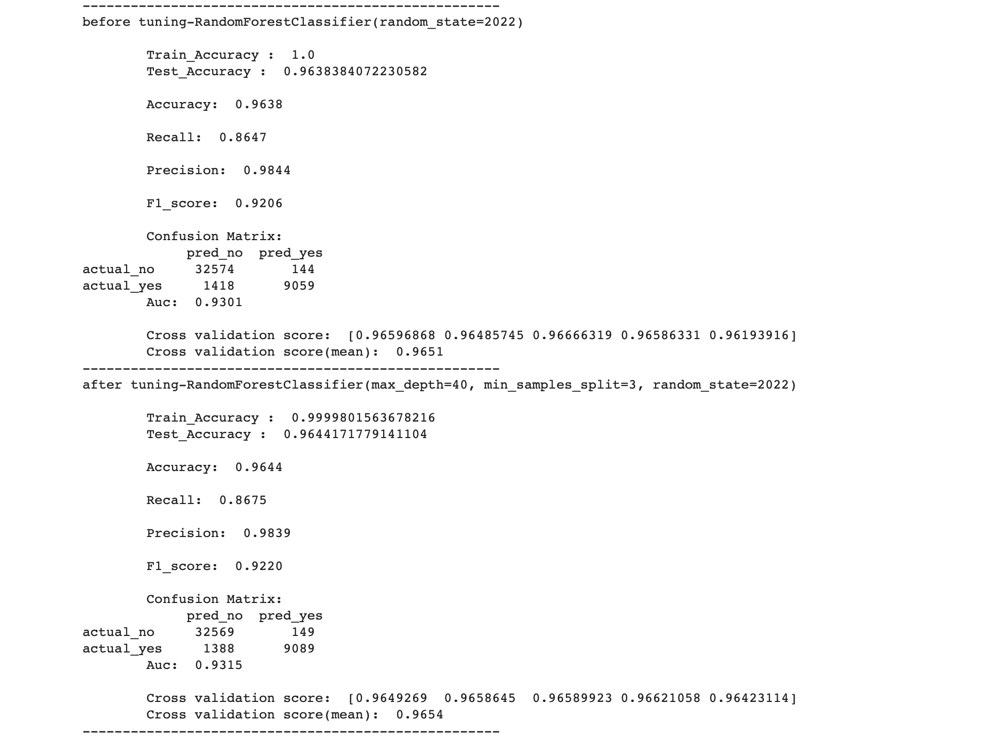 -----------------------------------------------------
before tuning-RandomForestClassifier(random_state=2022)
Train_Accuracy :  1.0
Test_Accuracy :  0.9638384072230582
Accuracy:  0.9638
Recall:  0.8647
Precision:  0.9844
F1_score:  0.9206
Confusion Matrix:
pred_no  pred_yes
actual_no     32574       144
actual_yes     1418      9059
Auc:  0.9301
Cross validation score:  [0.96596868 0.96485745 0.96666319 0.96586331 0.96193916]
Cross validation score(mean):  0.9651
-----------------------------------------------------
after tuning-RandomForestClassifier(max_depth=40, min_samples_split=3, random_state=2022)
Train_Accuracy :  0.9999801563678216
Test_Accuracy :  0.9644171779141104
Accuracy:  0.9644
Recall:  0.8675
Precision:  0.9839
F1_score:  0.9220
Confusion Matrix:
pred_no  pred_yes
actual_no     32569       149
actual_yes     1388      9089
Auc:  0.9315
Cross validation score:  [0.9649269  0.9658645  0.96589923 0.96621058 0.96423114]
Cross validation score(mean):  0.9654
-----------------------------------------------------